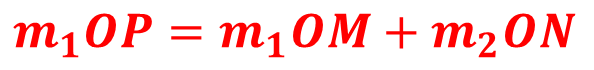 m₁OP = m₁OM + m₂ON